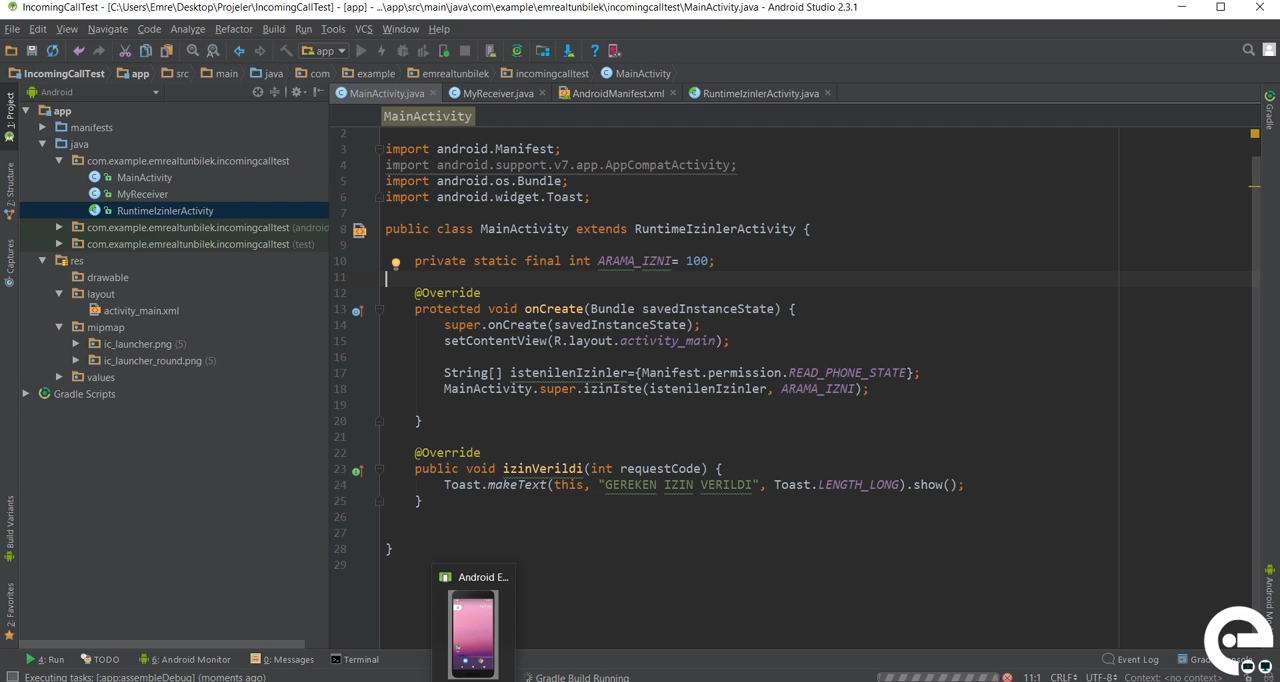 IncomingCallTest - [C:\Users\Emre\Desktop\Projeler\IncomingCallTest] - [app] - ...\app\src\main\java\com\example\emrealtunbilek\incomingcalltest\MainActivity.java - Android Studio 2.3.1
File Edit View Navigate Code Analyze Refactor Build Run Tools VCS Window Help
app
IncomingCallTest app src main java com example emrealtunbilek incomingcalltest MainActivity
Android
MainActivity.java MyReceiver.java AndroidManifest.xml RuntimeIzinlerActivity.java
1: Project
Z: Structure
Captures
Build Variants
2: Favorites
app
manifests
java
com.example.emrealtunbilek.incomingcalltest
MainActivity
MyReceiver
RuntimeIzinlerActivity
com.example.emrealtunbilek.incomingcalltest (android
com.example.emrealtunbilek.incomingcalltest (test)
res
drawable
layout
activity_main.xml
mipmap
ic_launcher.png (5)
ic_launcher_round.png (5)
values
Gradle Scripts
MainActivity
2
3 import android.Manifest;
4 import android.support.v7.app.AppCompatActivity;
5 import android.os.Bundle;
6 import android.widget.Toast;
7
8 public class MainActivity extends RuntimeIzinlerActivity {
9
10 private static final int ARAMA_IZNI= 100;
11
12 @Override
13 protected void onCreate(Bundle savedInstanceState) {
14 super.onCreate(savedInstanceState);
15 setContentView(R.layout.activity_main);
16
17 String[] istenilenIzinler={Manifest.permission.READ_PHONE_STATE};
18 MainActivity.super.izinIste(istenilenIzinler, ARAMA_IZNI);
19
20 }
21
22 @Override
23 public void izinVerildi(int requestCode) {
24 Toast.makeText(this, "GEREKEN IZIN VERILDI", Toast.LENGTH_LONG).show();
25 }
26
27
28 }
29
Gradle
Android E...
4: Run TODO 6: Android Monitor 0: Messages Terminal Event Log
Executing tasks: [:app:assembleDebug] (moments ago) Gradle Build Running 11:1 CRLF UTF-8 Context: <no context>